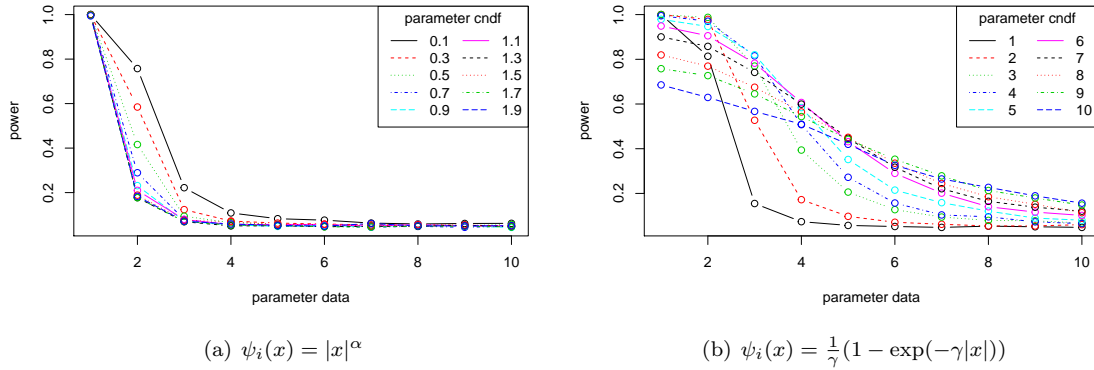 parameter cndf
0.1 1.1
0.3 1.3
0.5 1.5
0.7 1.7
0.9 1.9
power
1.0
0.8
0.6
0.4
0.2
2 4 6 8 10
parameter data
(a) ψ_i(x) = |x|^α
parameter cndf
1 6
2 7
3 8
4 9
5 10
power
1.0
0.8
0.6
0.4
0.2
2 4 6 8 10
parameter data
(b) ψ_i(x) = \frac{1}{γ}(1 − exp(−γ|x|))